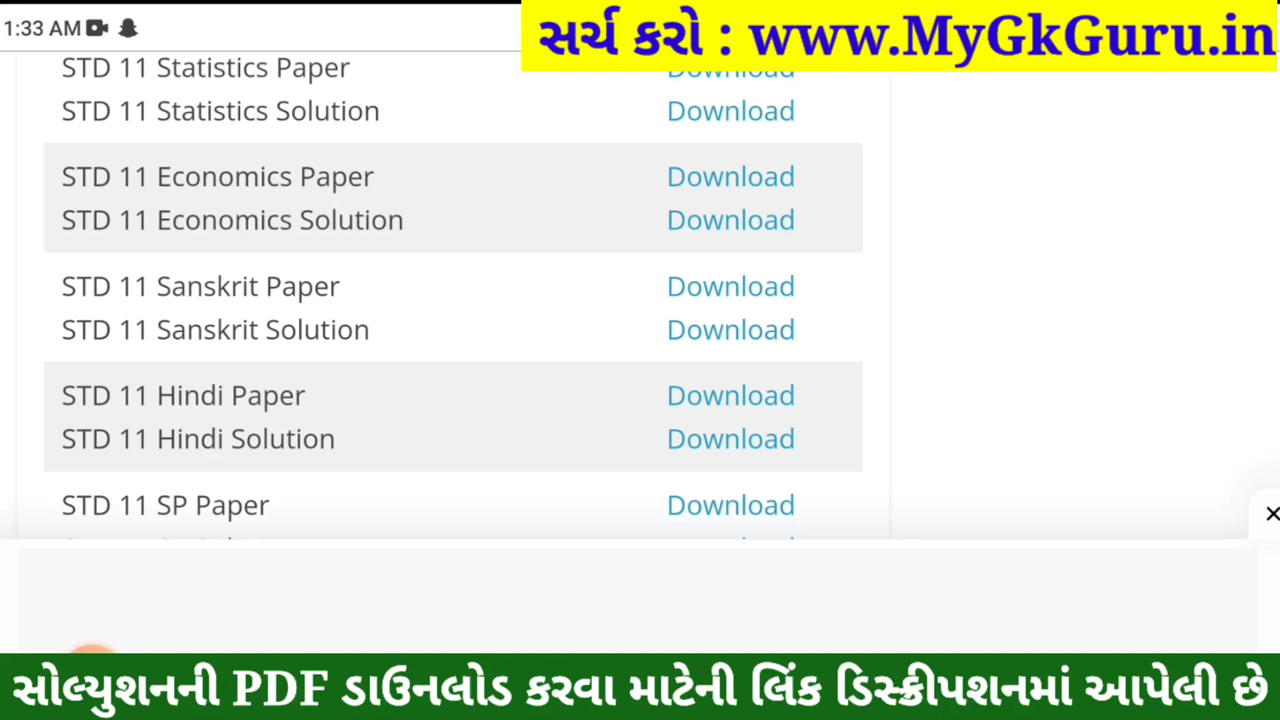 1:33 AM
સર્ચ કરો : www.MyGkGuru.in
STD 11 Statistics Paper Download
STD 11 Statistics Solution Download
STD 11 Economics Paper Download
STD 11 Economics Solution Download
STD 11 Sanskrit Paper Download
STD 11 Sanskrit Solution Download
STD 11 Hindi Paper Download
STD 11 Hindi Solution Download
STD 11 SP Paper Download
સોલ્યુશનની PDF ડાઉનલોડ કરવા માટેની લિંક ડિસ્ક્રીપશનમાં આપેલી છે